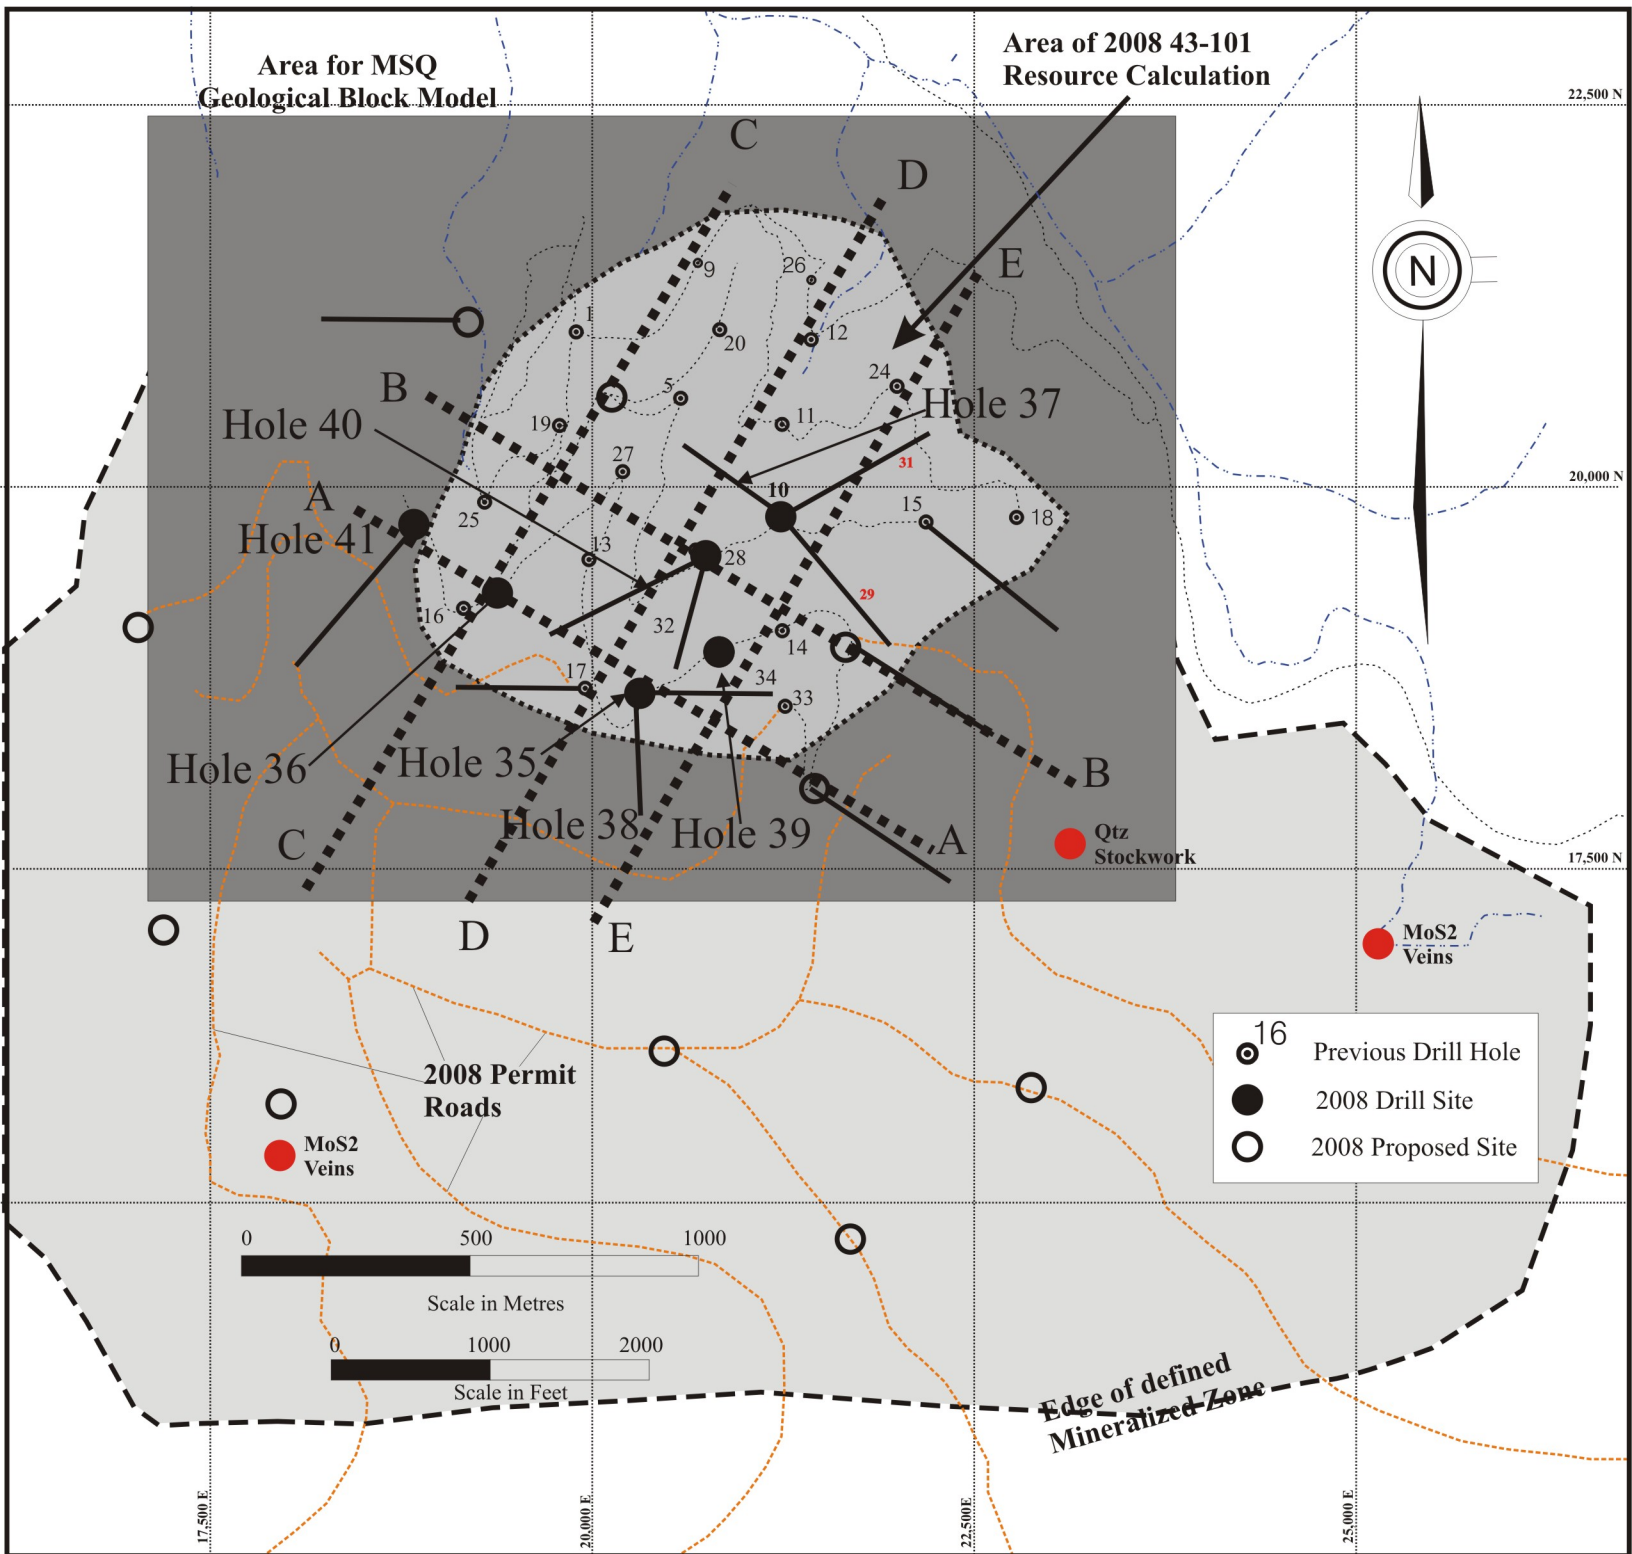 Area for MSQ
Geological Block Model
Area of 2008 43-101
Resource Calculation
22,500 N
C
D
E
N
9
26
1
20
12
24
B
5
Hole 37
Hole 40
19
11
27
31
20,000 N
A
10
25
15
18
Hole 41
13
28
29
16
32
14
17
34
33
Hole 36
Hole 35
B
Hole 38
Hole 39
C
A
Qtz
Stockwork
17,500 N
D
E
MoS2
Veins
16
Previous Drill Hole
2008 Drill Site
2008 Proposed Site
2008 Permit
Roads
MoS2
Veins
0 500 1000
Scale in Metres
0 1000 2000
Scale in Feet
Edge of defined
Mineralized Zone
17,500 E
20,000 E
22,500E
25,000 E